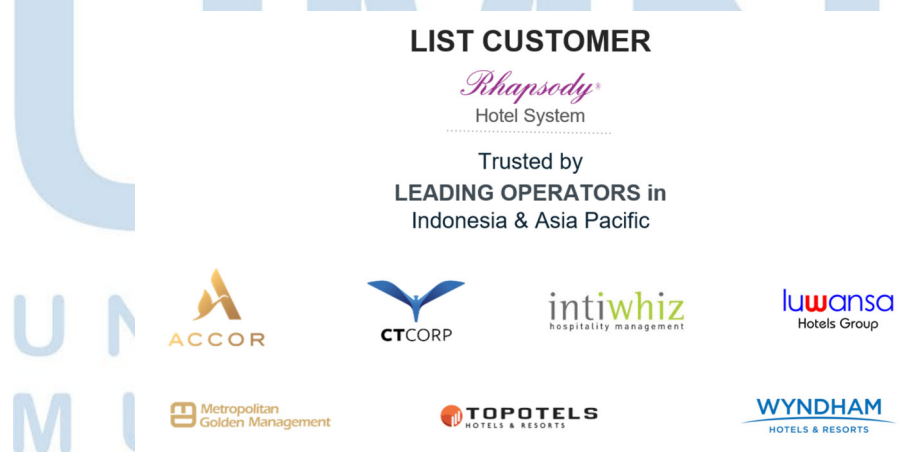 LIST CUSTOMER
Rhapsody®
Hotel System
Trusted by
LEADING OPERATORS in
Indonesia & Asia Pacific
ACCOR
CTCORP
intiwhiz
hospitality management
luwansa
Hotels Group
Metropolitan
Golden Management
TOPOTELS
HOTELS & RESORTS
WYNDHAM
HOTELS & RESORTS
U N
M U